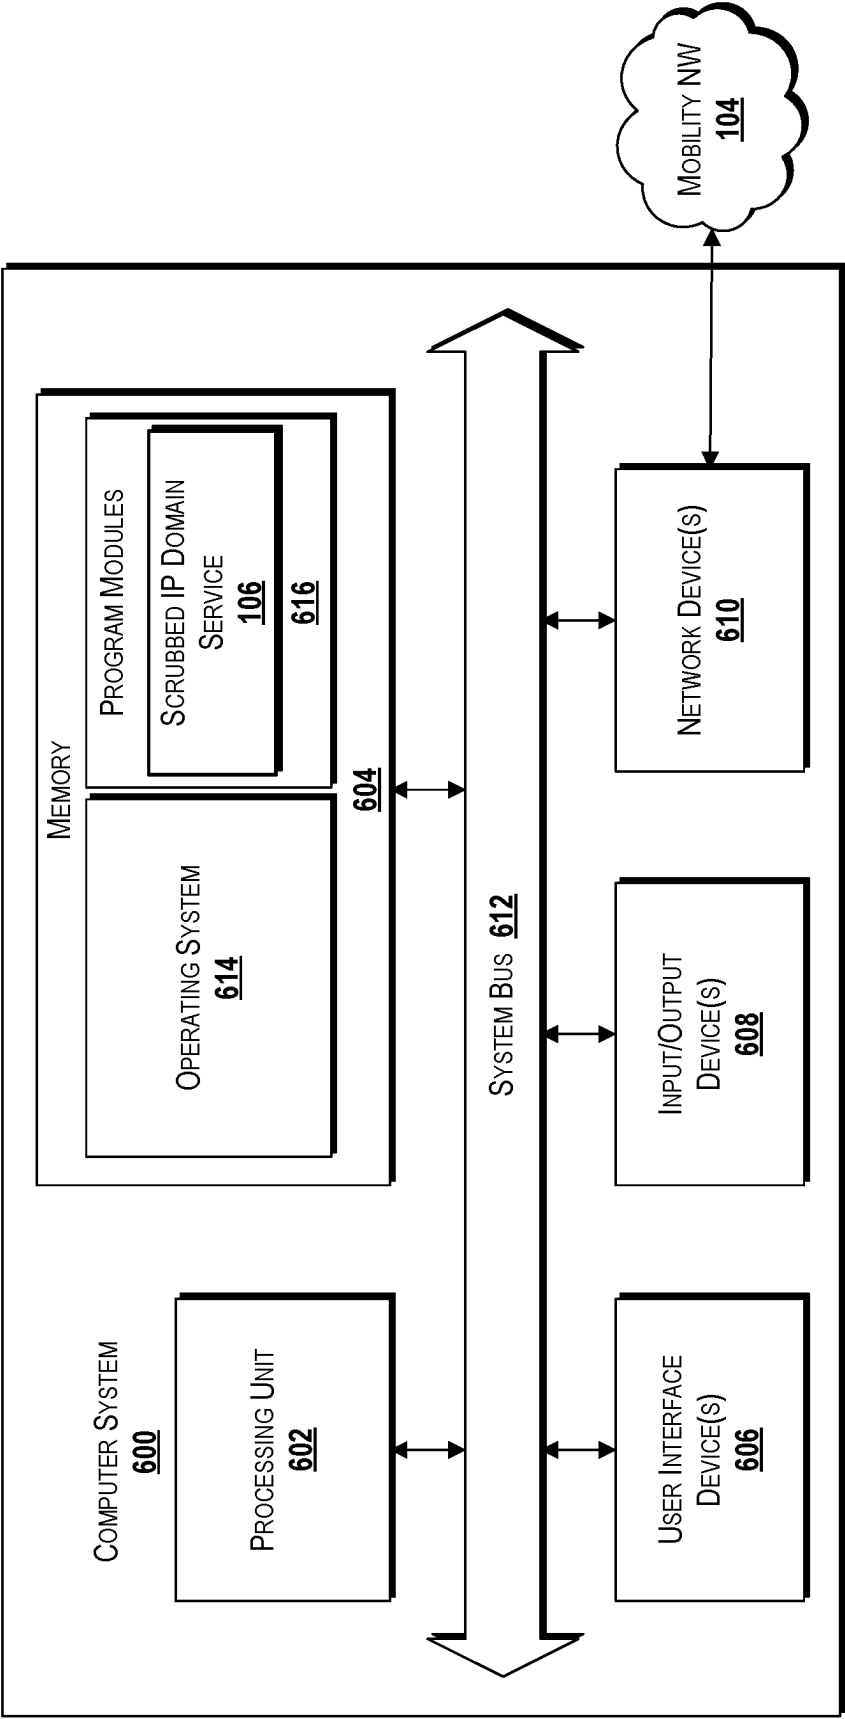 COMPUTER SYSTEM
600
PROCESSING UNIT
602
MEMORY
OPERATING SYSTEM
614
PROGRAM MODULES
SCRUBBED IP DOMAIN
SERVICE
106
616
604
SYSTEM BUS 612
USER INTERFACE
DEVICE(S)
606
INPUT/OUTPUT
DEVICE(S)
608
NETWORK DEVICE(S)
610
MOBILITY NW
104